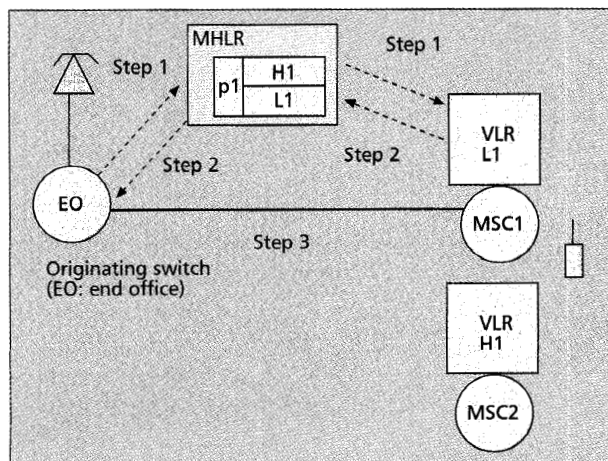 MHLR
Step 1
p1
H1
L1
Step 1
Step 2
Step 2
VLR
L1
EO
MSC1
Step 3
Originating switch
(EO: end office)
VLR
H1
MSC2